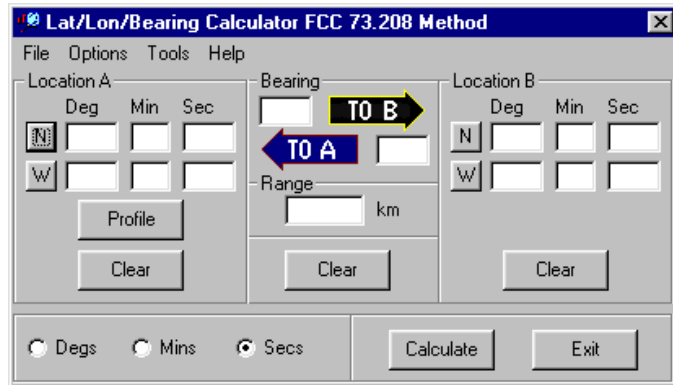 Lat/Lon/Bearing Calculator FCC 73.208 Method
File Options Tools Help
Location A
Deg Min Sec
N
W
Profile
Clear
Bearing
TO B
TO A
Range
km
Clear
Location B
Deg Min Sec
N
W
Clear
Degs Mins Secs
Calculate Exit